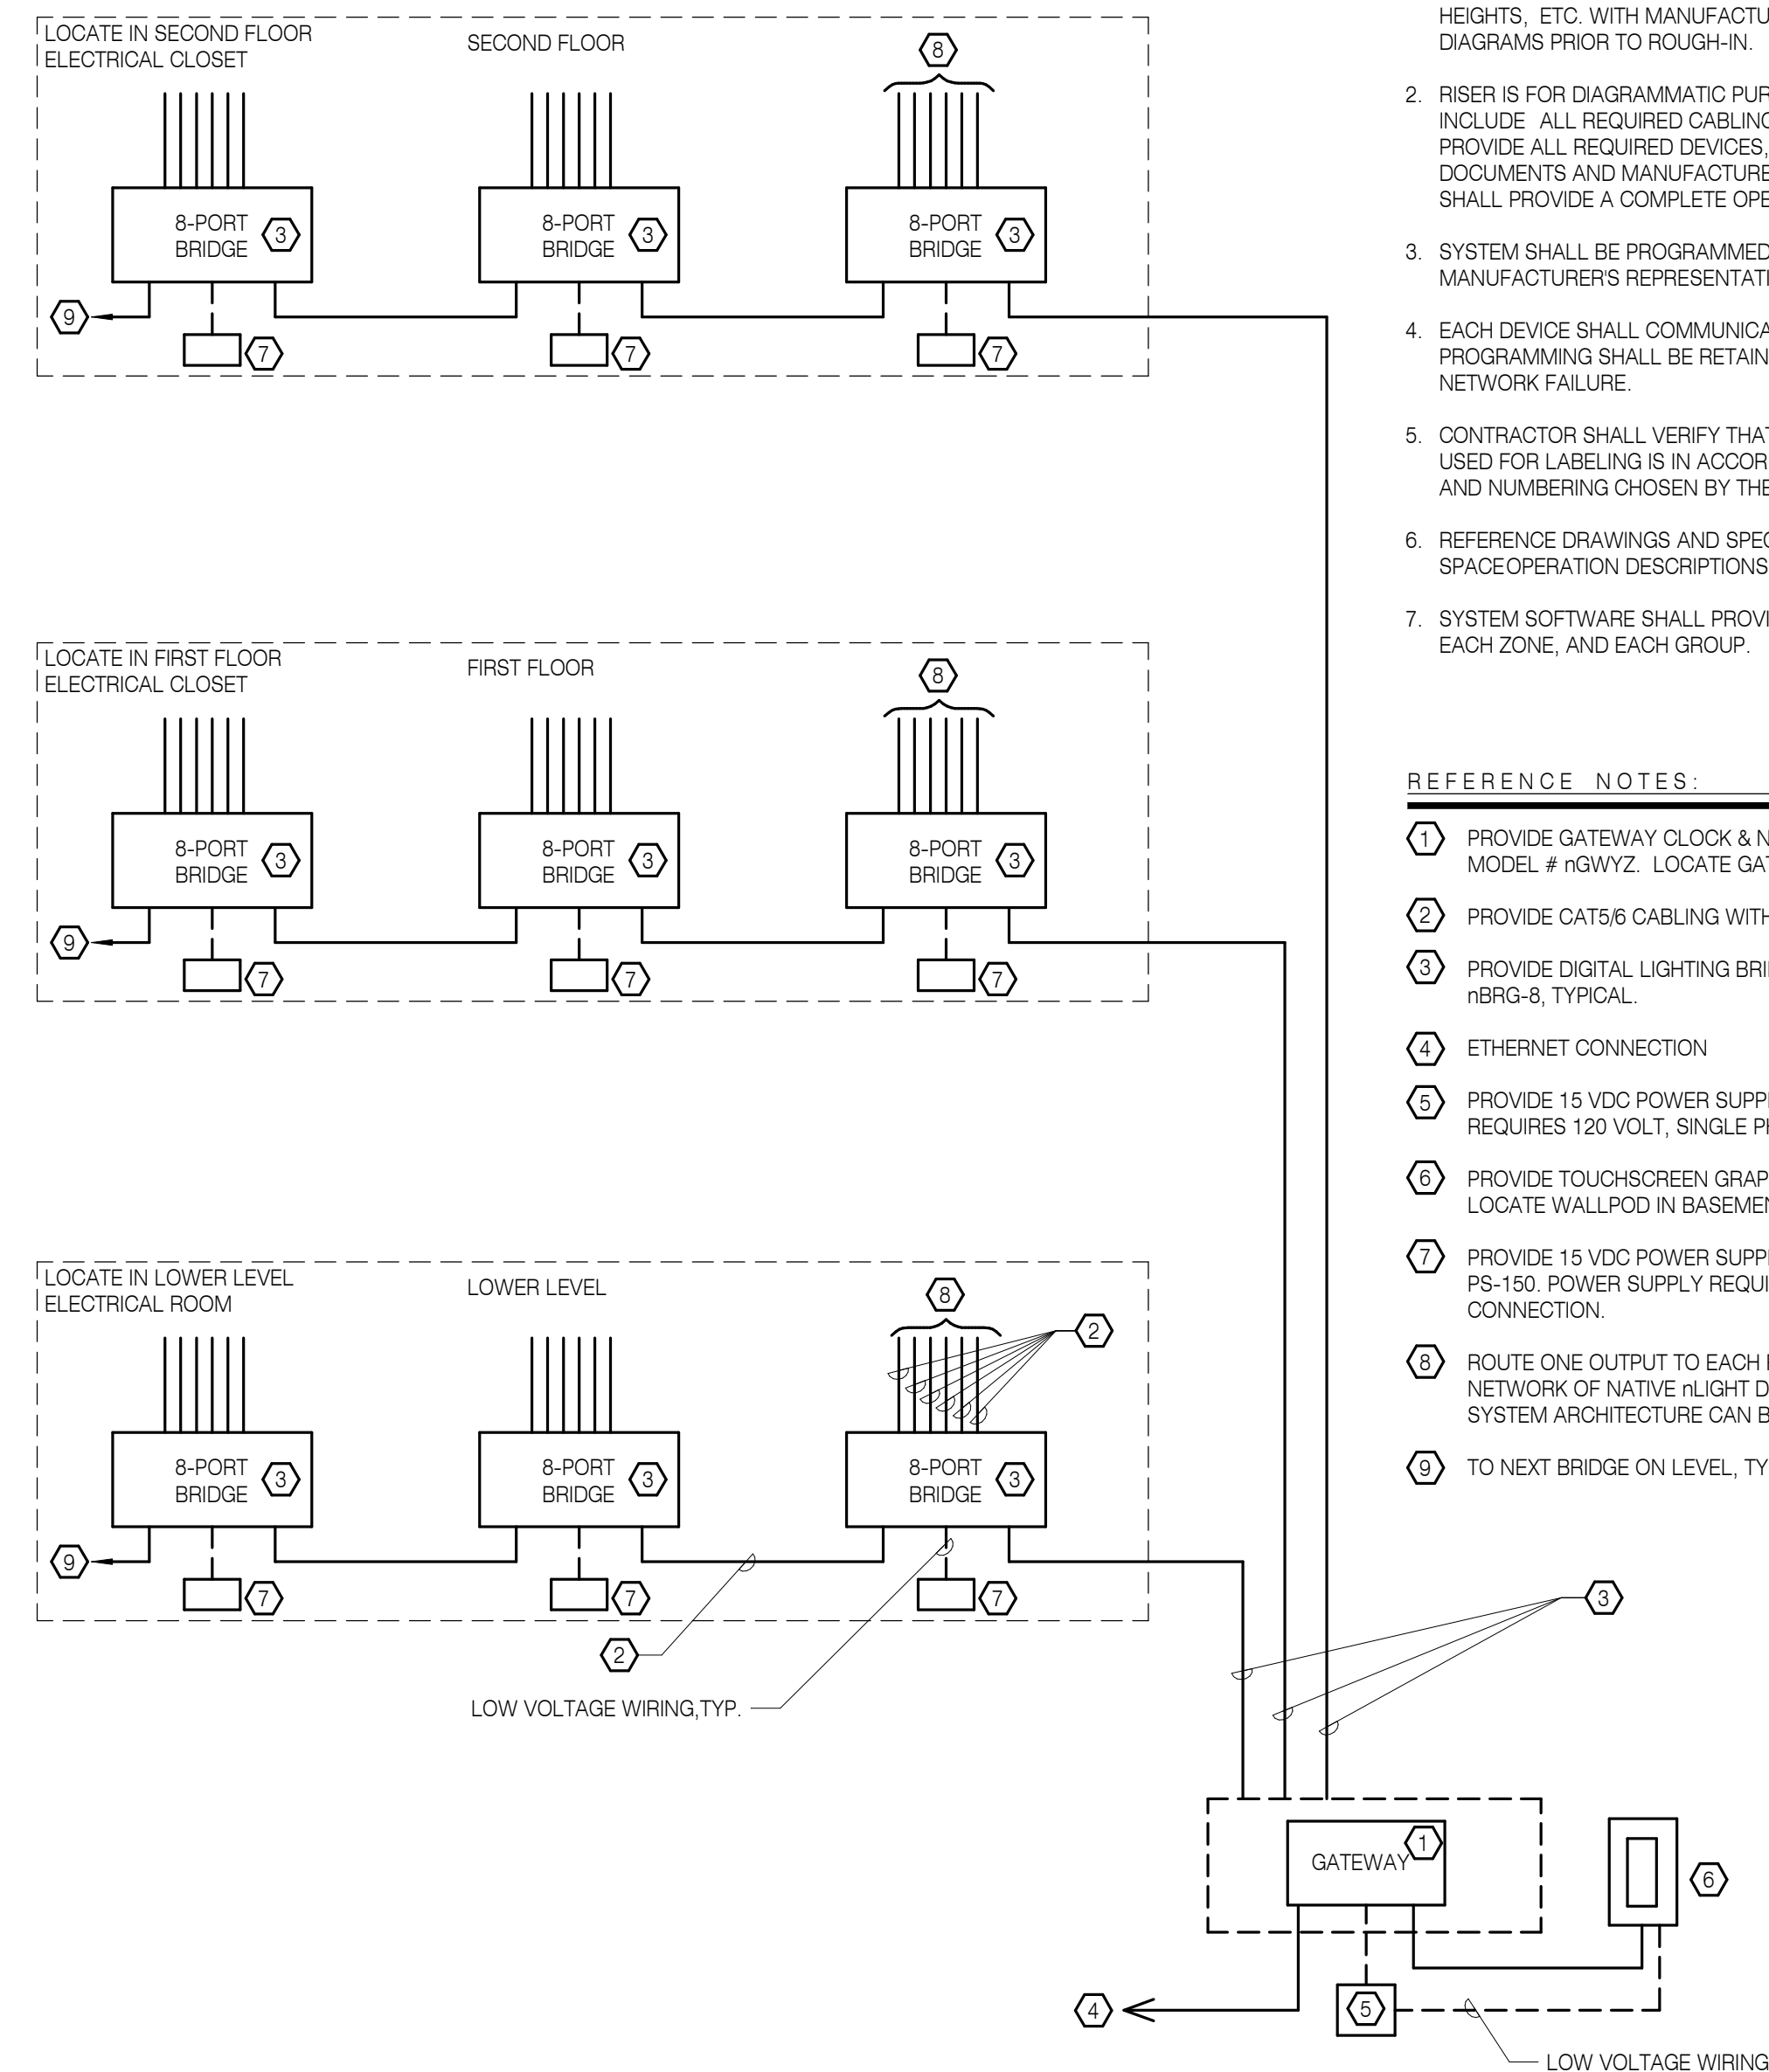 LOCATE IN SECOND FLOOR
ELECTRICAL CLOSET
SECOND FLOOR
8
8-PORT
BRIDGE
3
8-PORT
BRIDGE
3
8-PORT
BRIDGE
3
9
7
7
7
LOCATE IN FIRST FLOOR
ELECTRICAL CLOSET
FIRST FLOOR
8
8-PORT
BRIDGE
3
8-PORT
BRIDGE
3
8-PORT
BRIDGE
3
9
7
7
7
LOCATE IN LOWER LEVEL
ELECTRICAL ROOM
LOWER LEVEL
8
2
8-PORT
BRIDGE
3
8-PORT
BRIDGE
3
8-PORT
BRIDGE
3
9
7
7
7
2
LOW VOLTAGE WIRING,TYP.
3
GATEWAY
1
6
4
5
LOW VOLTAGE WIRING
HEIGHTS, ETC. WITH MANUFACTU
DIAGRAMS PRIOR TO ROUGH-IN.
2. RISER IS FOR DIAGRAMMATIC PUR
INCLUDE ALL REQUIRED CABLING
PROVIDE ALL REQUIRED DEVICES,
DOCUMENTS AND MANUFACTURE
SHALL PROVIDE A COMPLETE OPE
3. SYSTEM SHALL BE PROGRAMMED
MANUFACTURER'S REPRESENTATI
4. EACH DEVICE SHALL COMMUNICA
PROGRAMMING SHALL BE RETAIN
NETWORK FAILURE.
5. CONTRACTOR SHALL VERIFY THAT
USED FOR LABELING IS IN ACCOR
AND NUMBERING CHOSEN BY THE
6. REFERENCE DRAWINGS AND SPEC
SPACEOPERATION DESCRIPTIONS
7. SYSTEM SOFTWARE SHALL PROVI
EACH ZONE, AND EACH GROUP.
REFERENCE NOTES:
1 PROVIDE GATEWAY CLOCK & N
MODEL # nGWYZ. LOCATE GAT
2 PROVIDE CAT5/6 CABLING WITH
3 PROVIDE DIGITAL LIGHTING BRI
nBRG-8, TYPICAL.
4 ETHERNET CONNECTION
5 PROVIDE 15 VDC POWER SUPPL
REQUIRES 120 VOLT, SINGLE PH
6 PROVIDE TOUCHSCREEN GRAP
LOCATE WALLPOD IN BASEMEN
7 PROVIDE 15 VDC POWER SUPPL
PS-150. POWER SUPPLY REQUI
CONNECTION.
8 ROUTE ONE OUTPUT TO EACH
NETWORK OF NATIVE nLIGHT D
SYSTEM ARCHITECTURE CAN B
9 TO NEXT BRIDGE ON LEVEL, TY